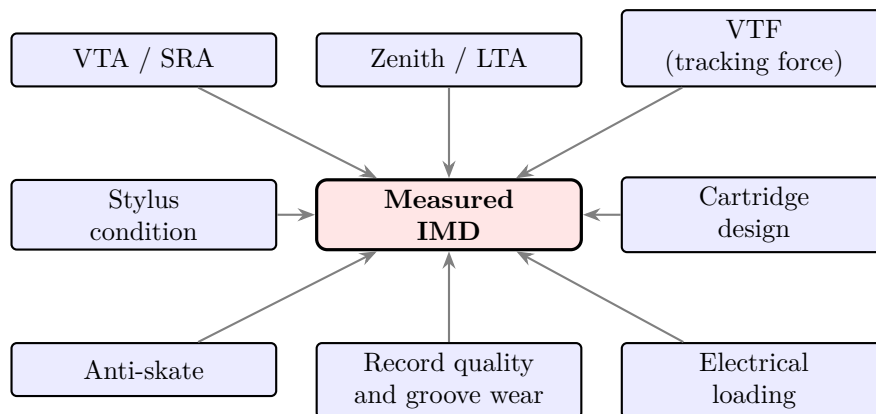 VTA / SRA
Zenith / LTA
VTF
(tracking force)
Stylus
condition
Measured
IMD
Cartridge
design
Anti-skate
Record quality
and groove wear
Electrical
loading